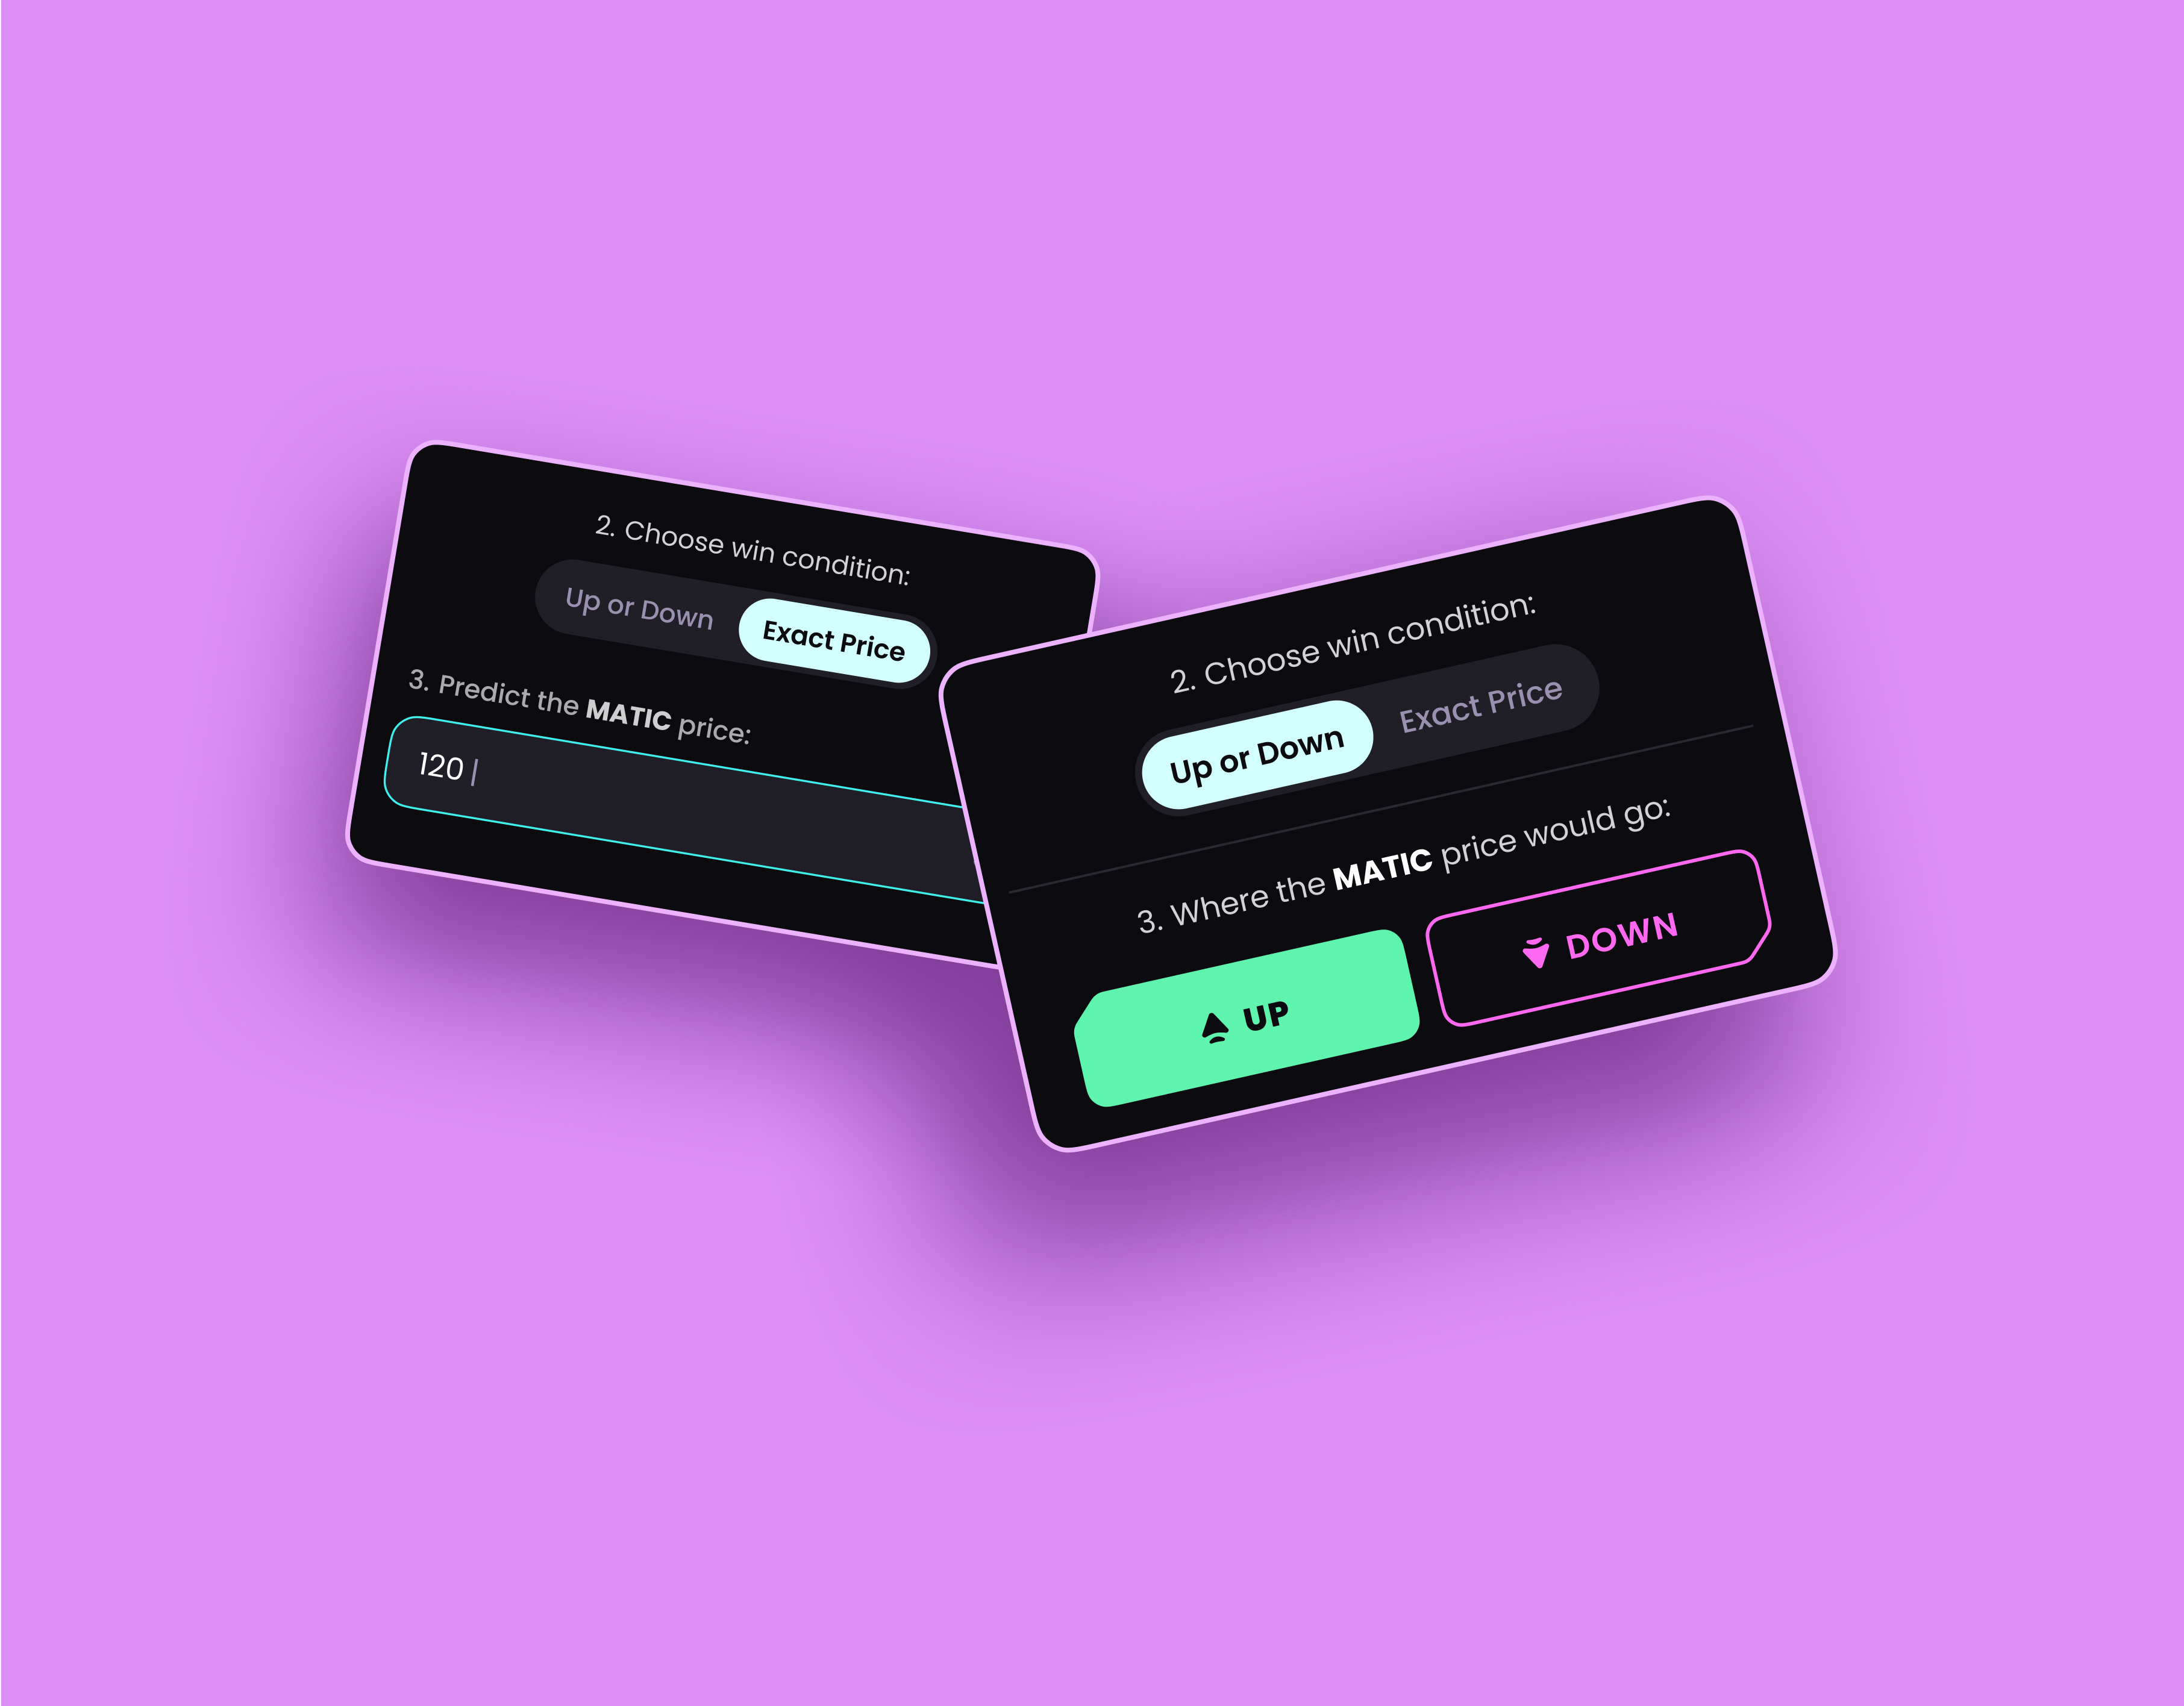 2. Choose win condition:
Up or Down Exact Price
3. Predict the MATIC price:
120
2. Choose win condition:
Up or Down Exact Price
3. Where the MATIC price would go:
UP DOWN